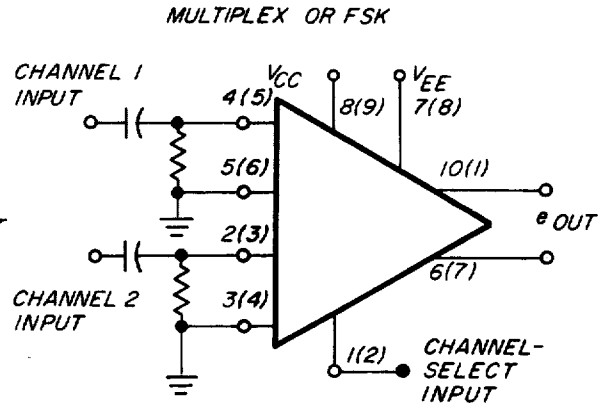 MULTIPLEX OR FSK
CHANNEL 1
INPUT
VCC
VEE
4(5)
8(9)
7(8)
5(6)
10(1)
e OUT
2(3)
6(7)
CHANNEL 2
INPUT
3(4)
1(2)
CHANNEL-
SELECT
INPUT